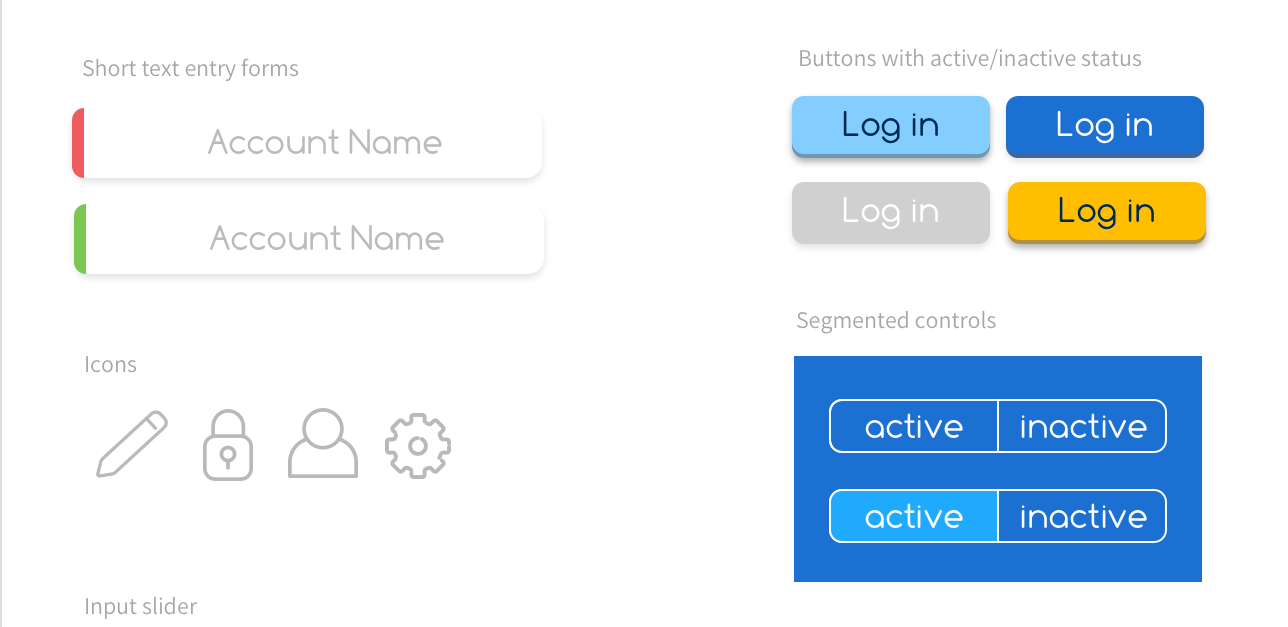 Short text entry forms
Account Name
Account Name
Icons
Input slider
Buttons with active/inactive status
Log in
Log in
Log in
Log in
Segmented controls
active
inactive
active
inactive